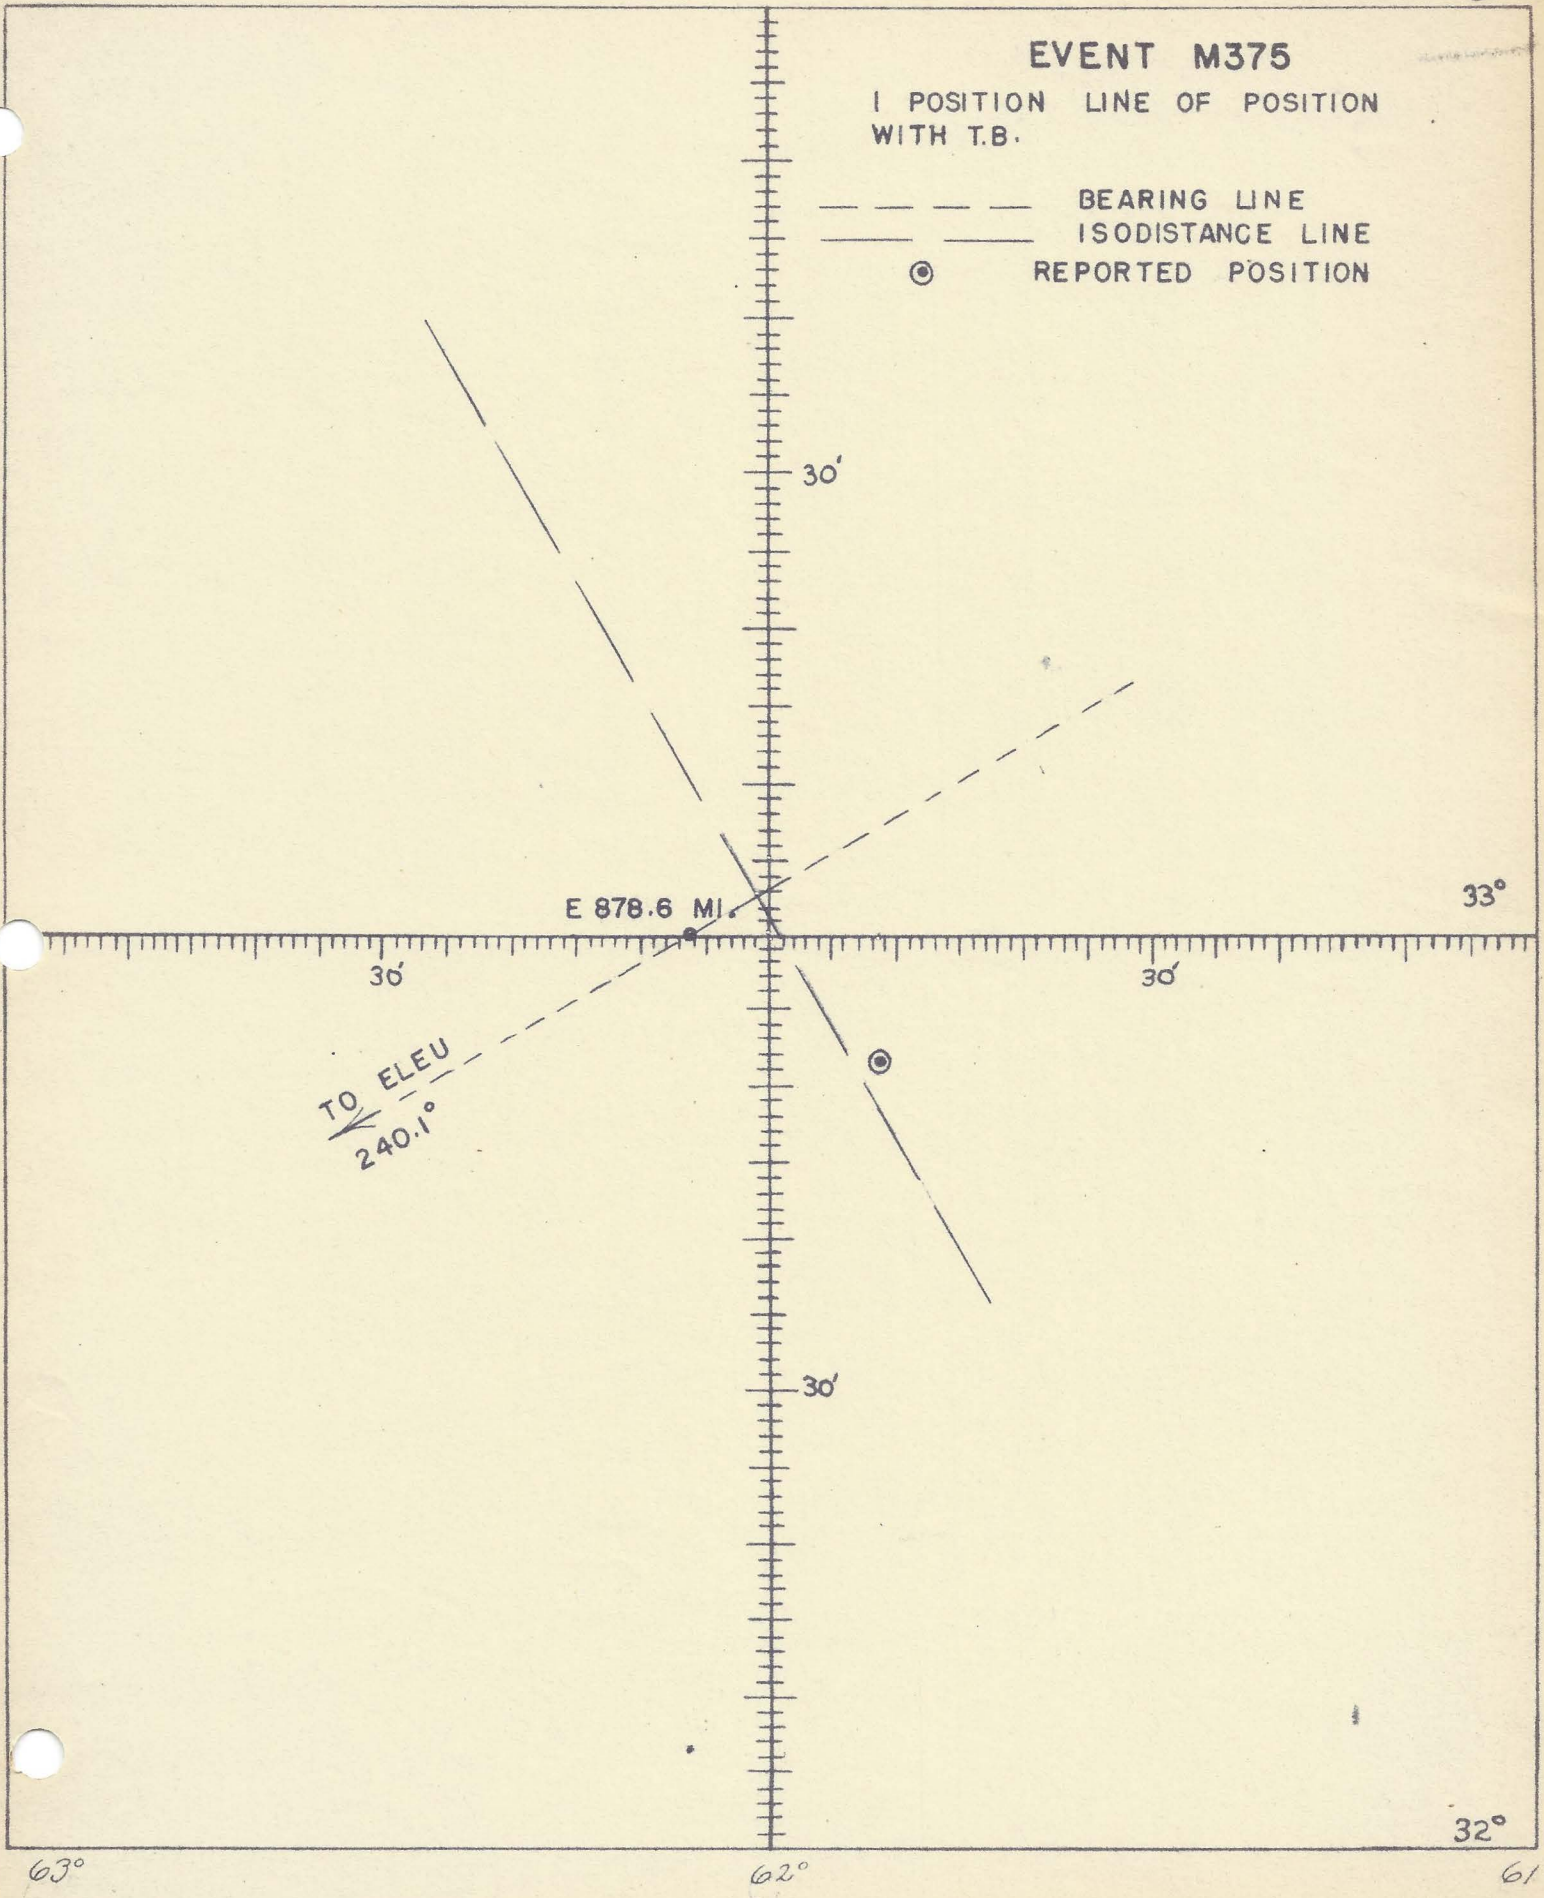 EVENT M375
1 POSITION LINE OF POSITION
WITH T.B.
BEARING LINE
ISODISTANCE LINE
REPORTED POSITION
30'
E 878.6 MI.
33°
30'
30'
TO ELEU
240.1°
30'
32°
63°
62°
61